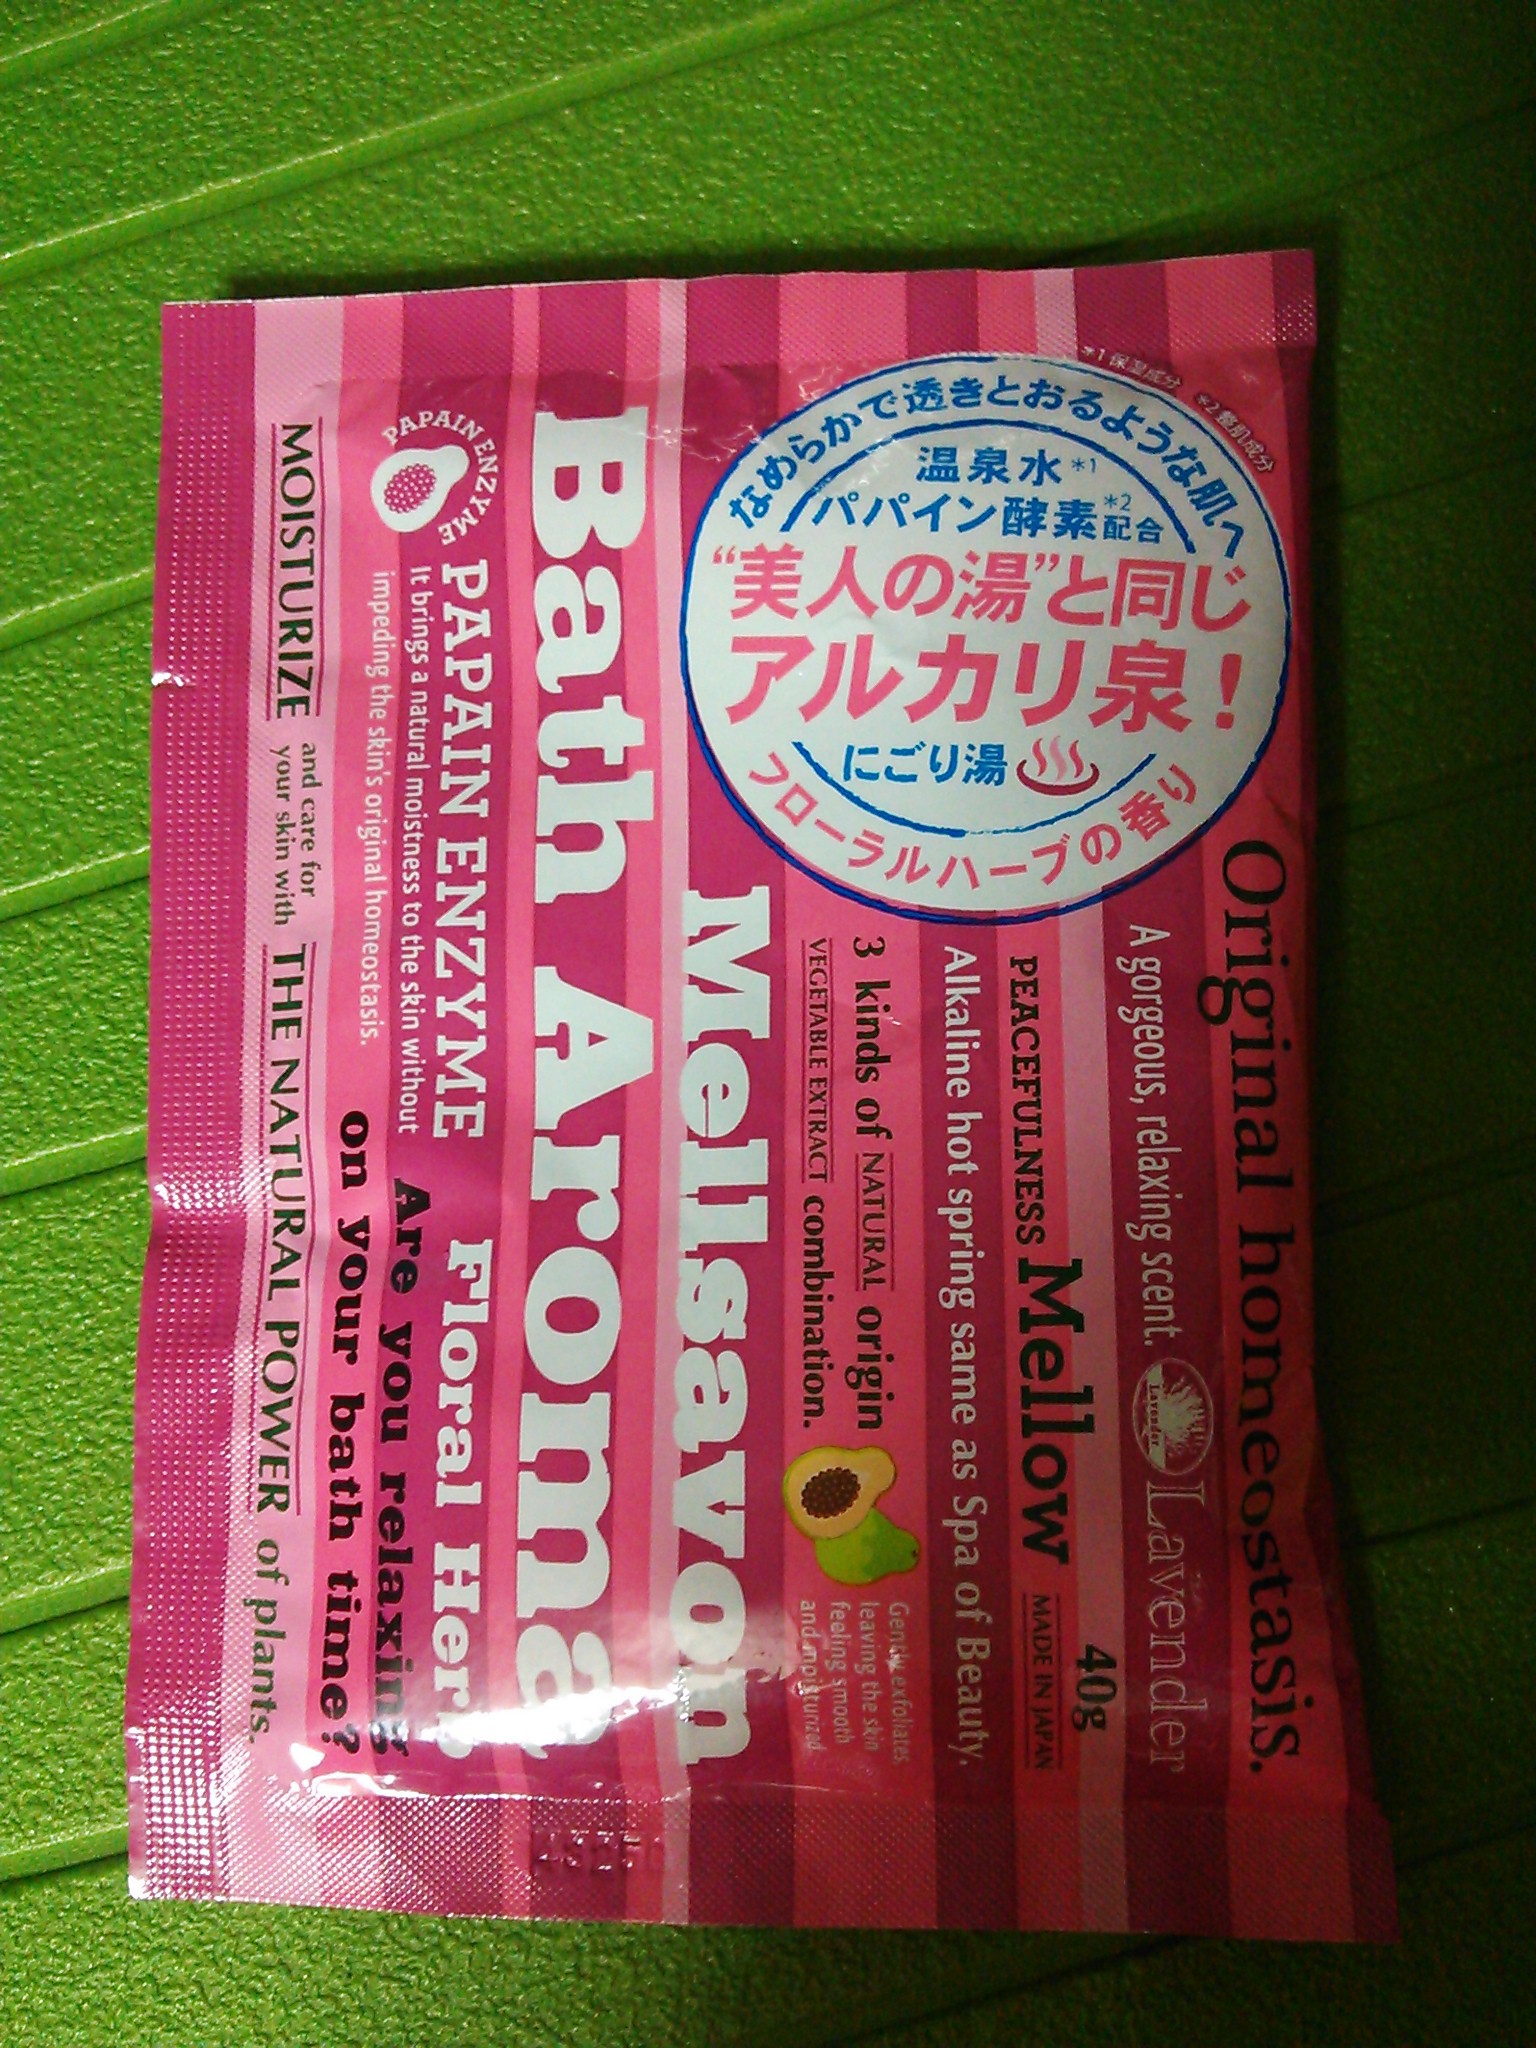 Original homeostasis.
A gorgeous, relaxing scent.
Lavender
Lavender
40g
PEACEFULNESS Mellow
MADE IN JAPAN
Alkaline hot spring same as Spa of Beauty.
3 kinds of NATURAL origin
VEGETABLE EXTRACT combination.
Gently exfoliates
leaving the skin
feeling smooth
and moisturized
Mellsavon
Bath Aroma
PAPAIN ENZYME
PAPAIN ENZYME
Floral Herb
It brings a natural moistness to the skin without
impeding the skin's original homeostasis.
Are you relaxing
on your bath time?
MOISTURIZE and care for
your skin with THE NATURAL POWER of plants.
*1 保湿成分 *2 整肌成分
なめらかで透きとおるような肌へ
温泉水*1
パパイン酵素*2配合
“美人の湯”と同じ
アルカリ泉！
にごり湯
フローラルハーブの香り